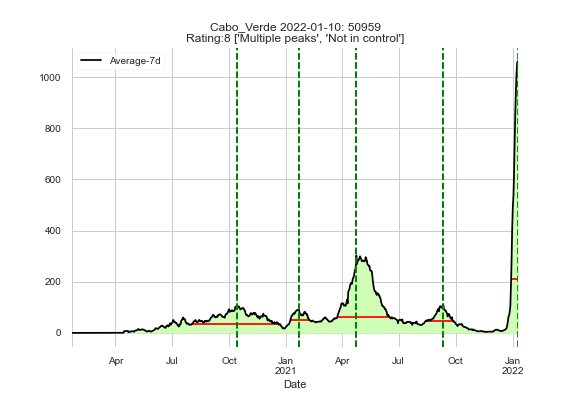 Cabo_Verde 2022-01-10: 50959
Rating:8 ['Multiple peaks', 'Not in control']
Average-7d
1000
800
600
400
200
0
Apr Jul Oct Jan Apr Jul Oct Jan
2021 2022
Date